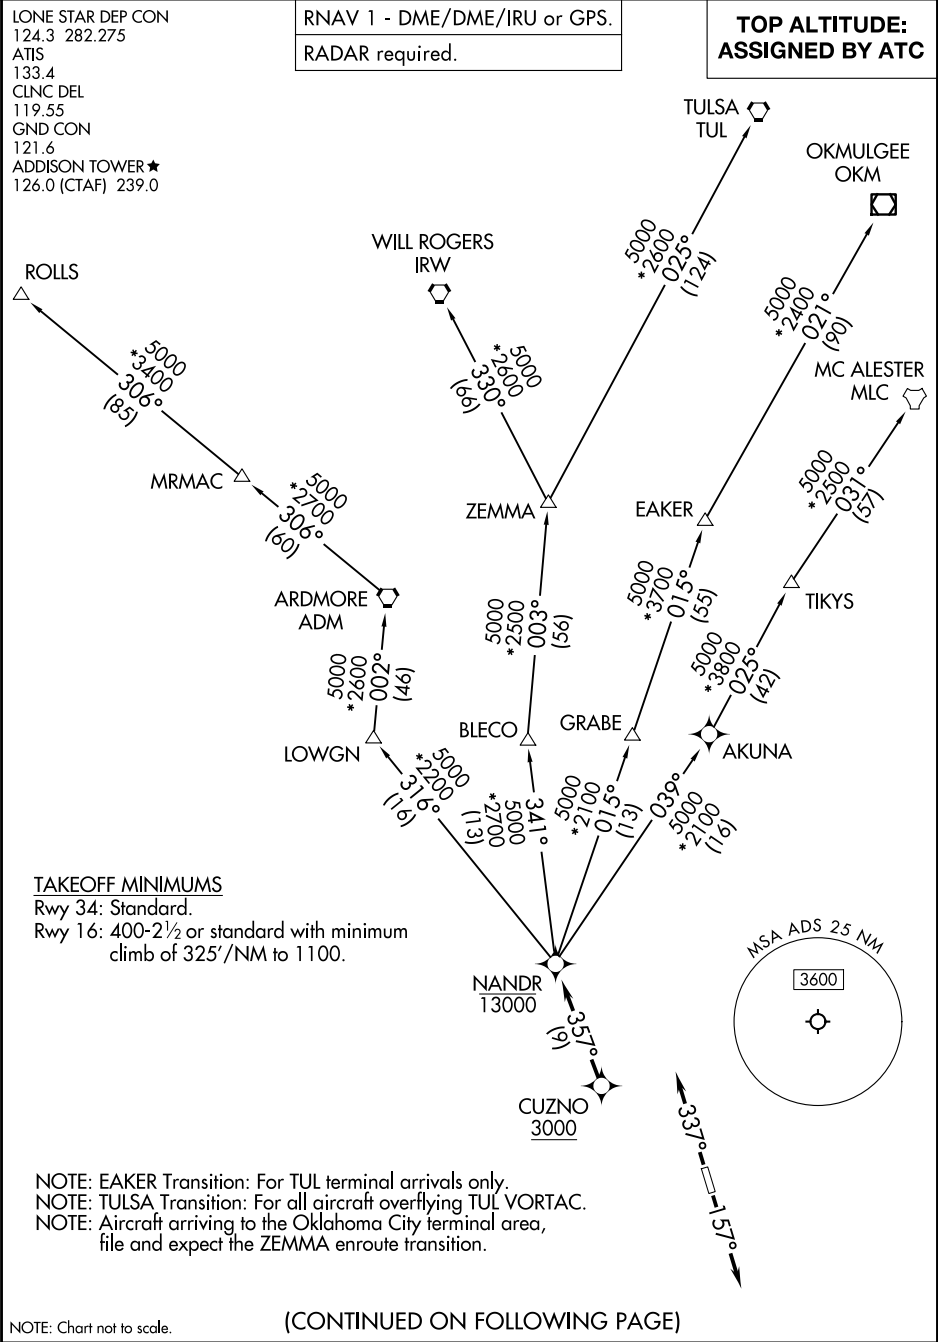 LONE STAR DEP CON
124.3 282.275
ATIS
133.4
CLNC DEL
119.55
GND CON
121.6
ADDISON TOWER★
126.0 (CTAF) 239.0
RNAV 1 - DME/DME/IRU or GPS.
RADAR required.
TOP ALTITUDE:
ASSIGNED BY ATC
TULSA
TUL
OKMULGEE
OKM
WILL ROGERS
IRW
ROLLS
5000
*2600
025°
(124)
5000
*2400
021°
(90)
5000
*3400
306°
(85)
5000
*2600
330°
(66)
MC ALESTER
MLC
MRMAC
5000
*2700
306°
(60)
ZEMMA
EAKER
5000
*2500
031°
(57)
ARDMORE
ADM
TIKYS
5000
*2600
002°
(46)
5000
*2500
003°
(56)
5000
*3700
015°
(55)
5000
*3800
025°
(42)
LOWGN
BLECO
GRABE
AKUNA
5000
*2200
316°
(16)
341°
5000
*2700
(13)
5000
*2100
015°
(13)
039°
5000
*2100
(16)
TAKEOFF MINIMUMS
Rwy 34: Standard.
Rwy 16: 400-2½ or standard with minimum
climb of 325'/NM to 1100.
NANDR
13000
357°
(9)
CUZNO
3000
MSA ADS 25 NM
3600
337°
157°
NOTE: EAKER Transition: For TUL terminal arrivals only.
NOTE: TULSA Transition: For all aircraft overflying TUL VORTAC.
NOTE: Aircraft arriving to the Oklahoma City terminal area,
file and expect the ZEMMA enroute transition.
NOTE: Chart not to scale.
(CONTINUED ON FOLLOWING PAGE)